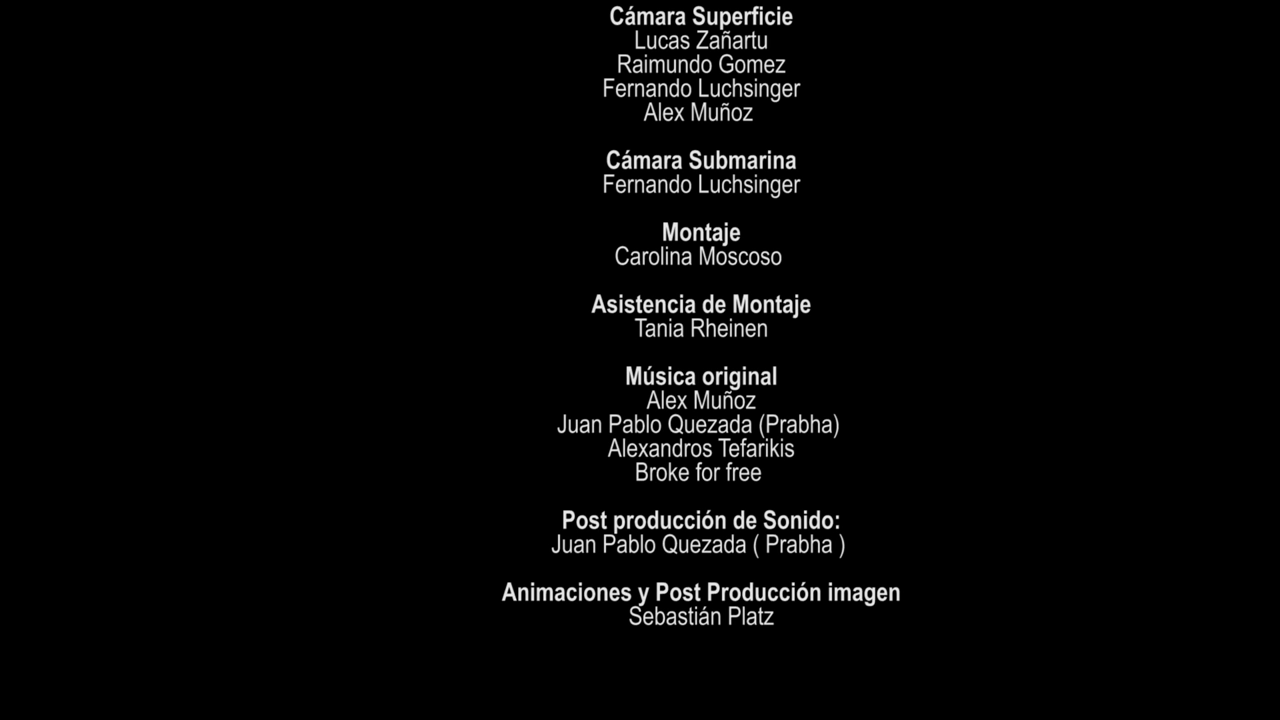 Cámara Superficie
Lucas Zañartu
Raimundo Gomez
Fernando Luchsinger
Alex Muñoz
Cámara Submarina
Fernando Luchsinger
Montaje
Carolina Moscoso
Asistencia de Montaje
Tania Rheinen
Música original
Alex Muñoz
Juan Pablo Quezada (Prabha)
Alexandros Tefarikis
Broke for free
Post producción de Sonido:
Juan Pablo Quezada ( Prabha )
Animaciones y Post Producción imagen
Sebastián Platz